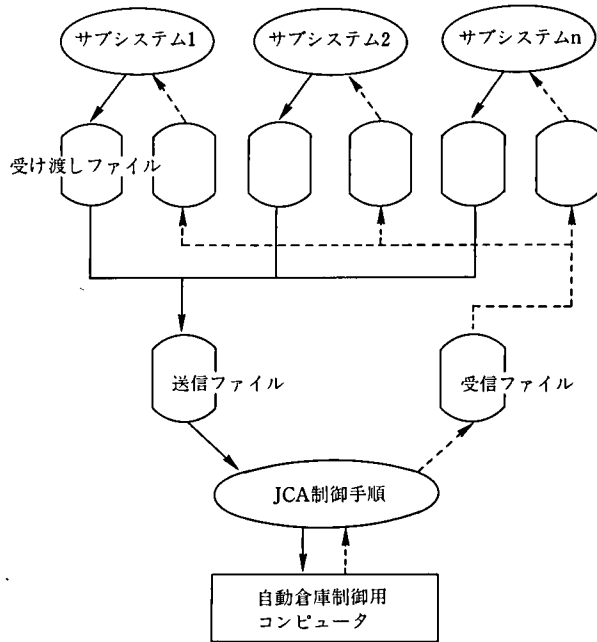 サブシステム1
サブシステム2
サブシステムn
受け渡しファイル
送信ファイル
受信ファイル
JCA制御手順
自動倉庫制御用
コンピュータ